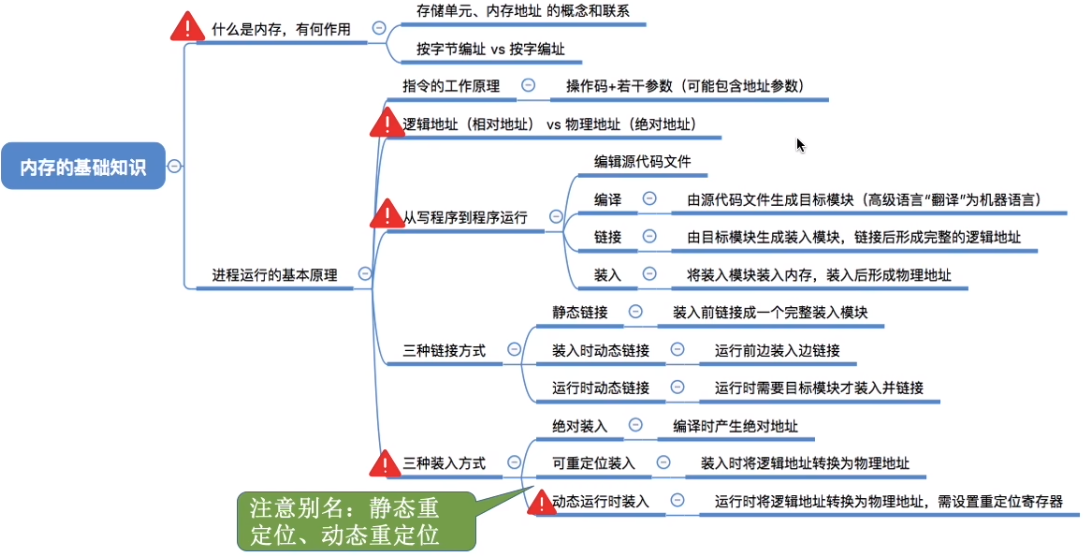 内存的基础知识
什么是内存，有何作用
存储单元、内存地址 的概念和联系
按字节编址 vs 按字编址
进程运行的基本原理
指令的工作原理
操作码+若干参数（可能包含地址参数）
逻辑地址（相对地址） vs 物理地址（绝对地址）
从写程序到程序运行
编辑源代码文件
编译
由源代码文件生成目标模块（高级语言“翻译”为机器语言）
链接
由目标模块生成装入模块，链接后形成完整的逻辑地址
装入
将装入模块装入内存，装入后形成物理地址
三种链接方式
静态链接
装入前链接成一个完整装入模块
装入时动态链接
运行前边装入边链接
运行时动态链接
运行时需要目标模块才装入并链接
三种装入方式
绝对装入
编译时产生绝对地址
可重定位装入
装入时将逻辑地址转换为物理地址
动态运行时装入
运行时将逻辑地址转换为物理地址，需设置重定位寄存器
注意别名：静态重
定位、动态重定位